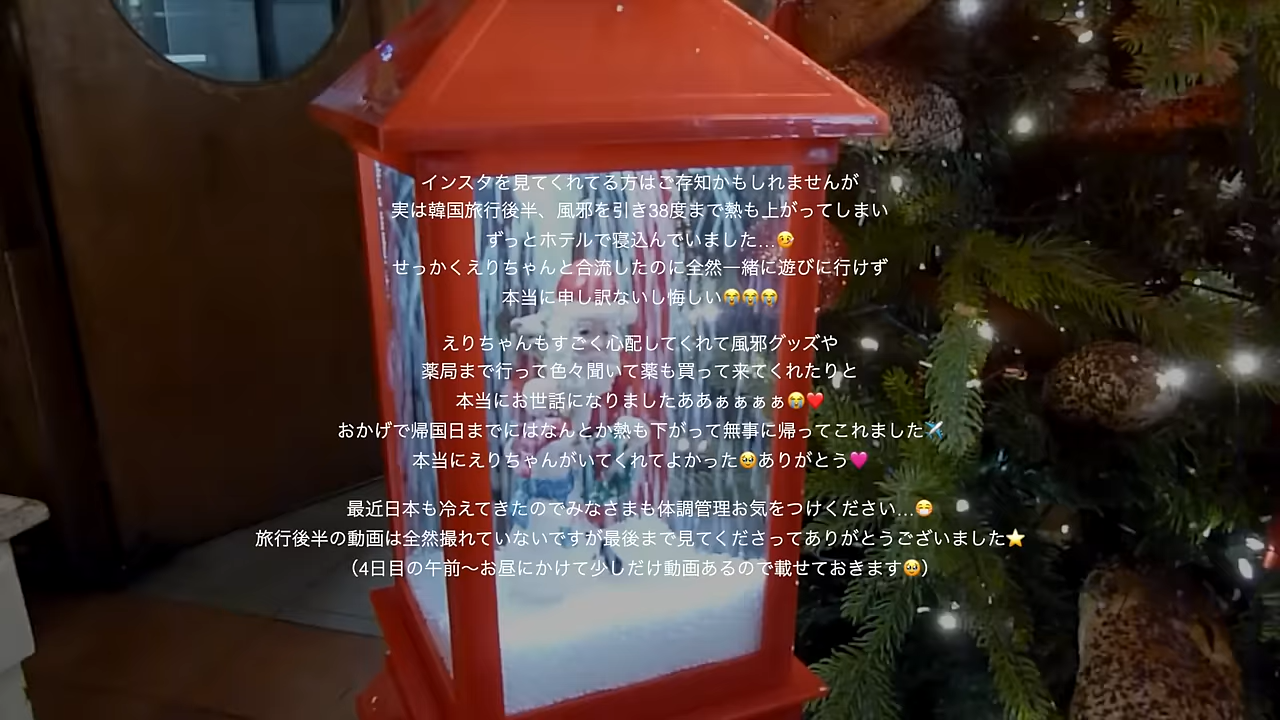 インスタを見てくれてる方はご存知かもしれませんが
実は韓国旅行後半、風邪を引き38度まで熱も上がってしまい
ずっとホテルで寝込んでいました…🤒
せっかくえりちゃんと合流したのに全然一緒に遊びに行けず
本当に申し訳ないし悔しい😭😭😭
えりちゃんもすごく心配してくれて風邪グッズや
薬局まで行って色々聞いて薬も買って来てくれたりと
本当にお世話になりましたああぁぁぁぁ😭❤️
おかげで帰国日までにはなんとか熱も下がって無事に帰ってこれました✈️
本当にえりちゃんがいてくれてよかった🥹ありがとう💗
最近日本も冷えてきたのでみなさまも体調管理お気をつけください…😷
旅行後半の動画は全然撮れていないですが最後まで見てくださってありがとうございました⭐️
（4日目の午前〜お昼にかけて少しだけ動画あるので載せておきます🥹）